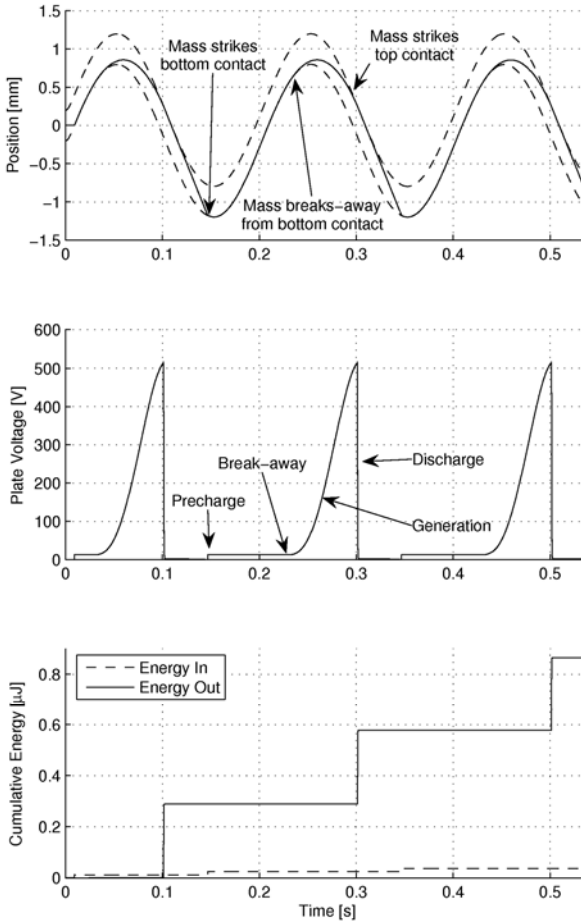 1.5
1
0.5
0
−0.5
−1
−1.5
Position [mm]
Mass strikes
bottom contact
Mass strikes
top contact
Mass breaks−away
from bottom contact
0 0.1 0.2 0.3 0.4 0.5
600
500
400
300
200
100
0
Plate Voltage [V]
Precharge
Break−away
Discharge
Generation
0 0.1 0.2 0.3 0.4 0.5
0.8
0.6
0.4
0.2
0
Cumulative Energy [μJ]
Energy In
Energy Out
0 0.1 0.2 0.3 0.4 0.5
Time [s]